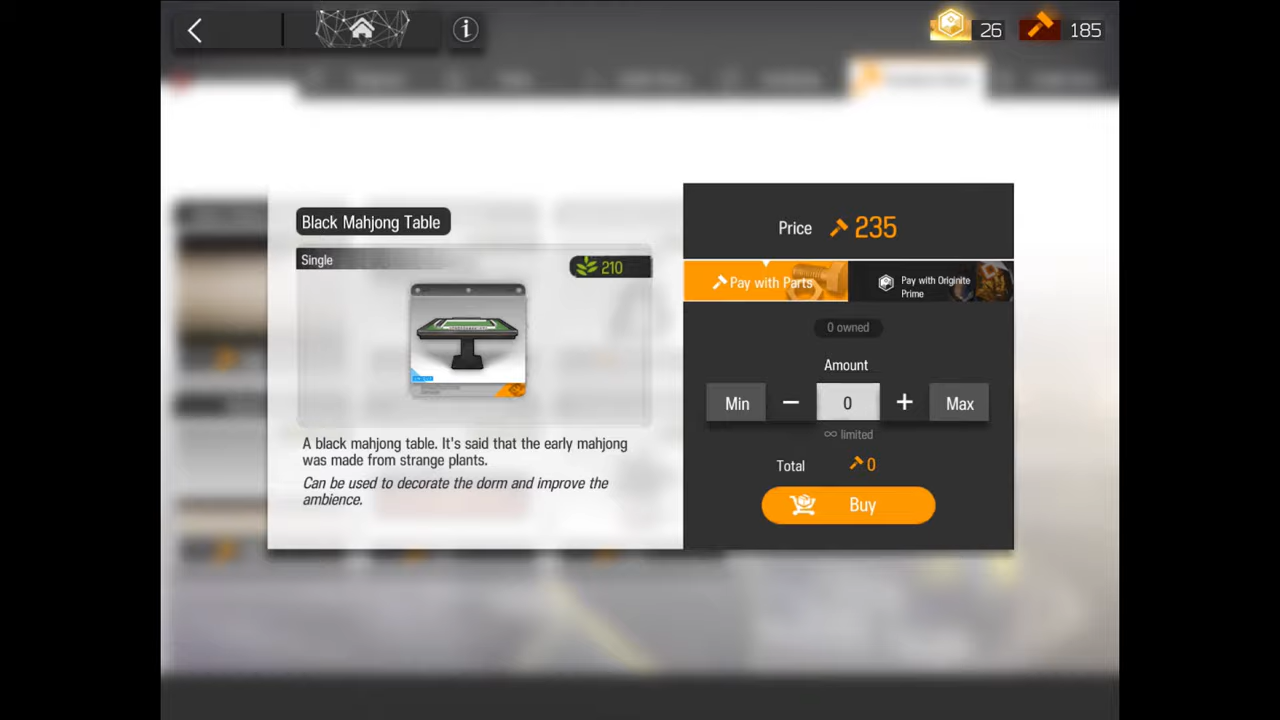 i
26
185
Black Mahjong Table
Single
210
A black mahjong table. It's said that the early mahjong
was made from strange plants.
Can be used to decorate the dorm and improve the
ambience.
Price 235
Pay with Parts
Pay with Originite
Prime
0 owned
Amount
Min − 0 + Max
∞ limited
Total 0
Buy